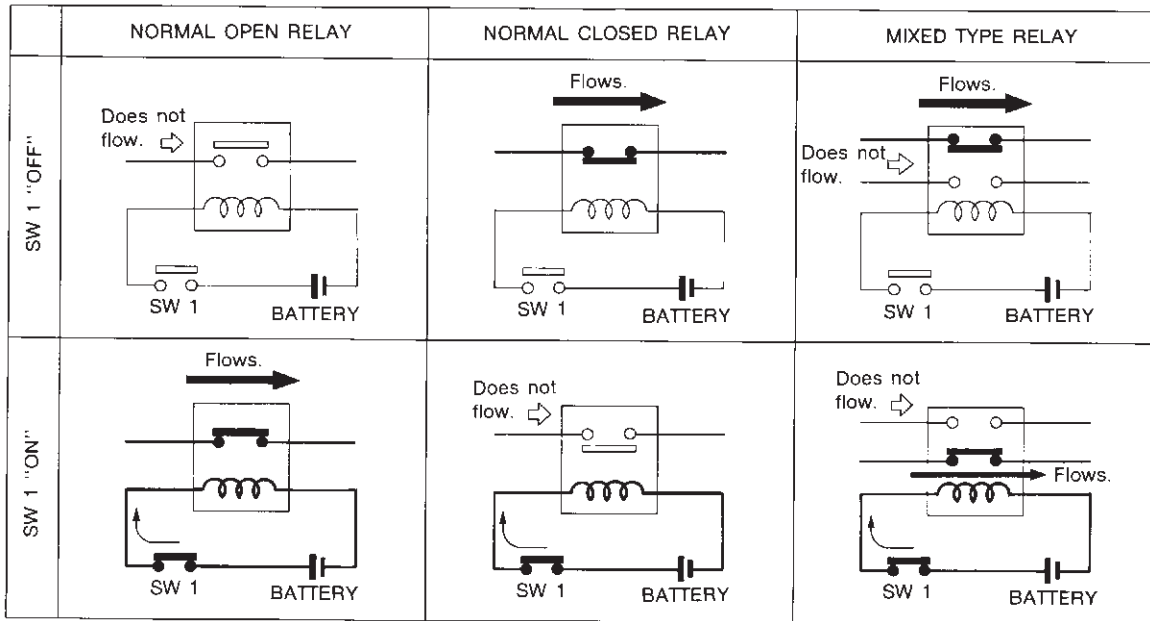 NORMAL OPEN RELAY
NORMAL CLOSED RELAY
MIXED TYPE RELAY
SW 1 "OFF"
Does not
flow.
SW 1
BATTERY
Flows.
SW 1
BATTERY
Flows.
Does not
flow.
SW 1
BATTERY
SW 1 "ON"
Flows.
SW 1
BATTERY
Does not
flow.
SW 1
BATTERY
Does not
flow.
Flows.
SW 1
BATTERY